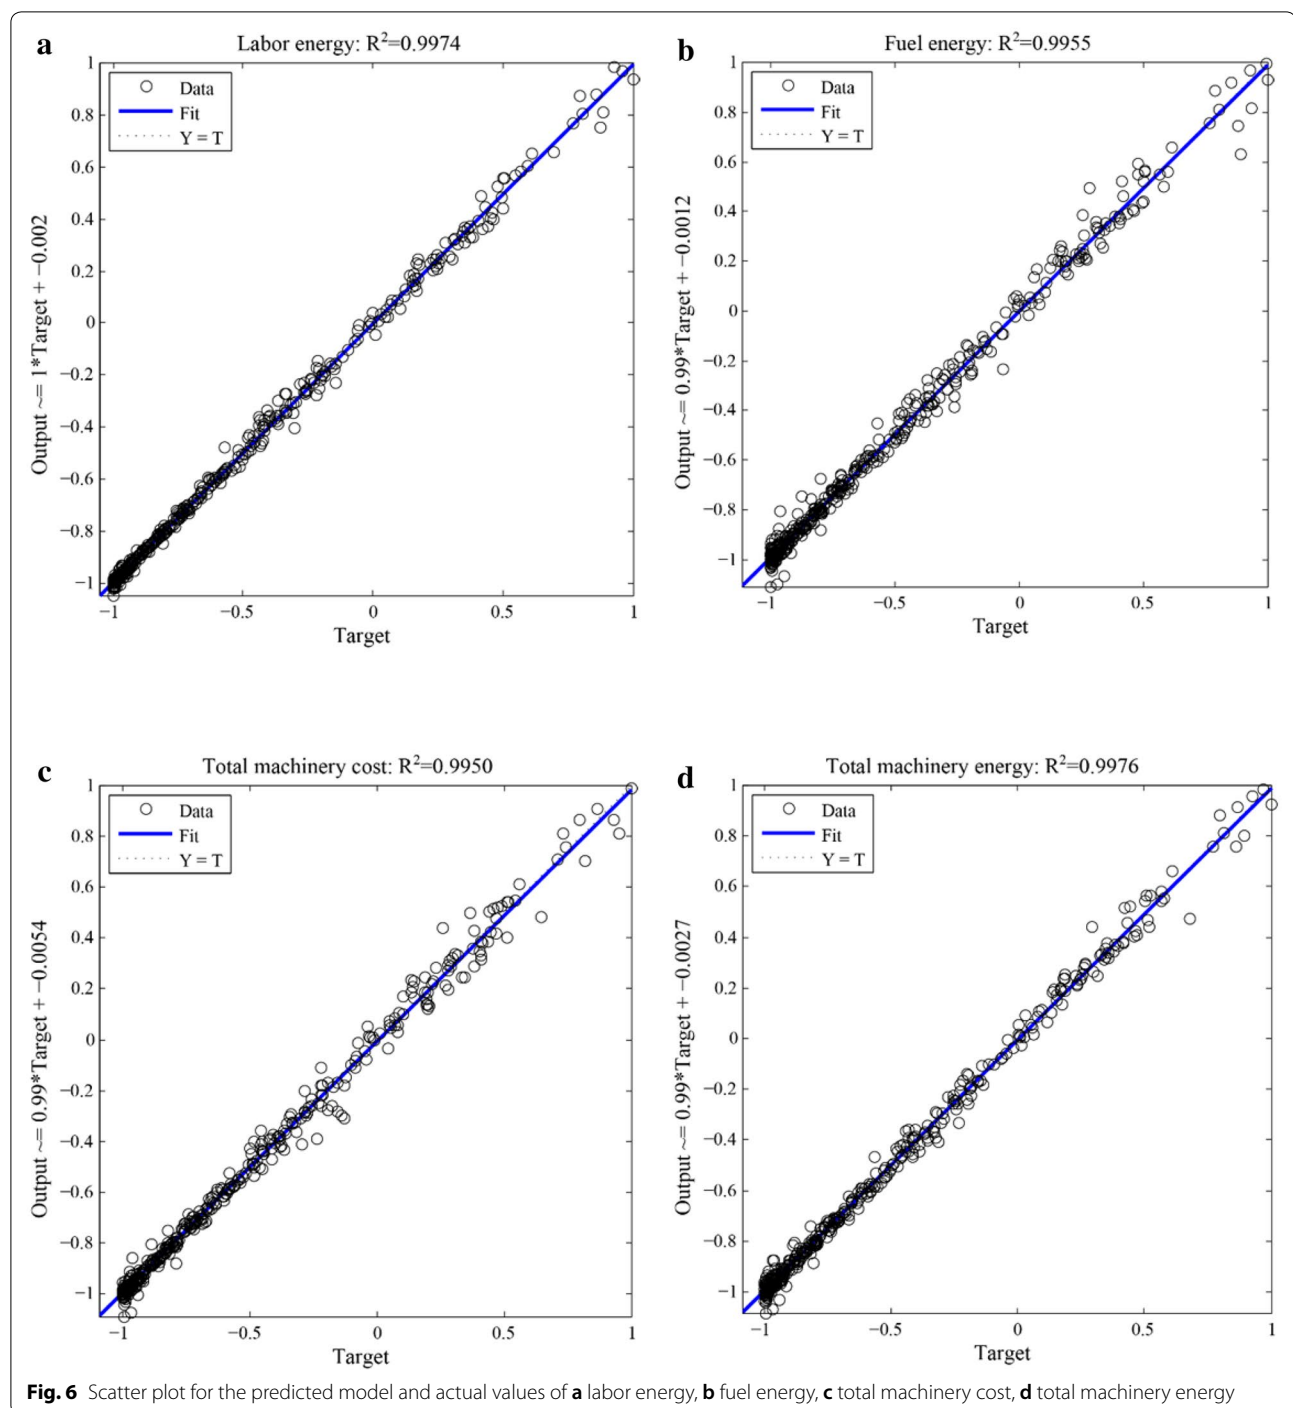 a
Labor energy: R²=0.9974
Data
Fit
Y = T
1
0.8
0.6
0.4
0.2
0
−0.2
−0.4
−0.6
−0.8
−1
Output ~= 1*Target + −0.002
−1 −0.5 0 0.5 1
Target
b
Fuel energy: R²=0.9955
Data
Fit
Y = T
1
0.8
0.6
0.4
0.2
0
−0.2
−0.4
−0.6
−0.8
−1
Output ~= 0.99*Target + −0.0012
−1 −0.5 0 0.5 1
Target
c
Total machinery cost: R²=0.9950
Data
Fit
Y = T
1
0.8
0.6
0.4
0.2
0
−0.2
−0.4
−0.6
−0.8
−1
Output ~= 0.99*Target + −0.0054
−1 −0.5 0 0.5 1
Target
d
Total machinery energy: R²=0.9976
Data
Fit
Y = T
1
0.8
0.6
0.4
0.2
0
−0.2
−0.4
−0.6
−0.8
−1
Output ~= 0.99*Target + −0.0027
−1 −0.5 0 0.5 1
Target
Fig. 6 Scatter plot for the predicted model and actual values of a labor energy, b fuel energy, c total machinery cost, d total machinery energy